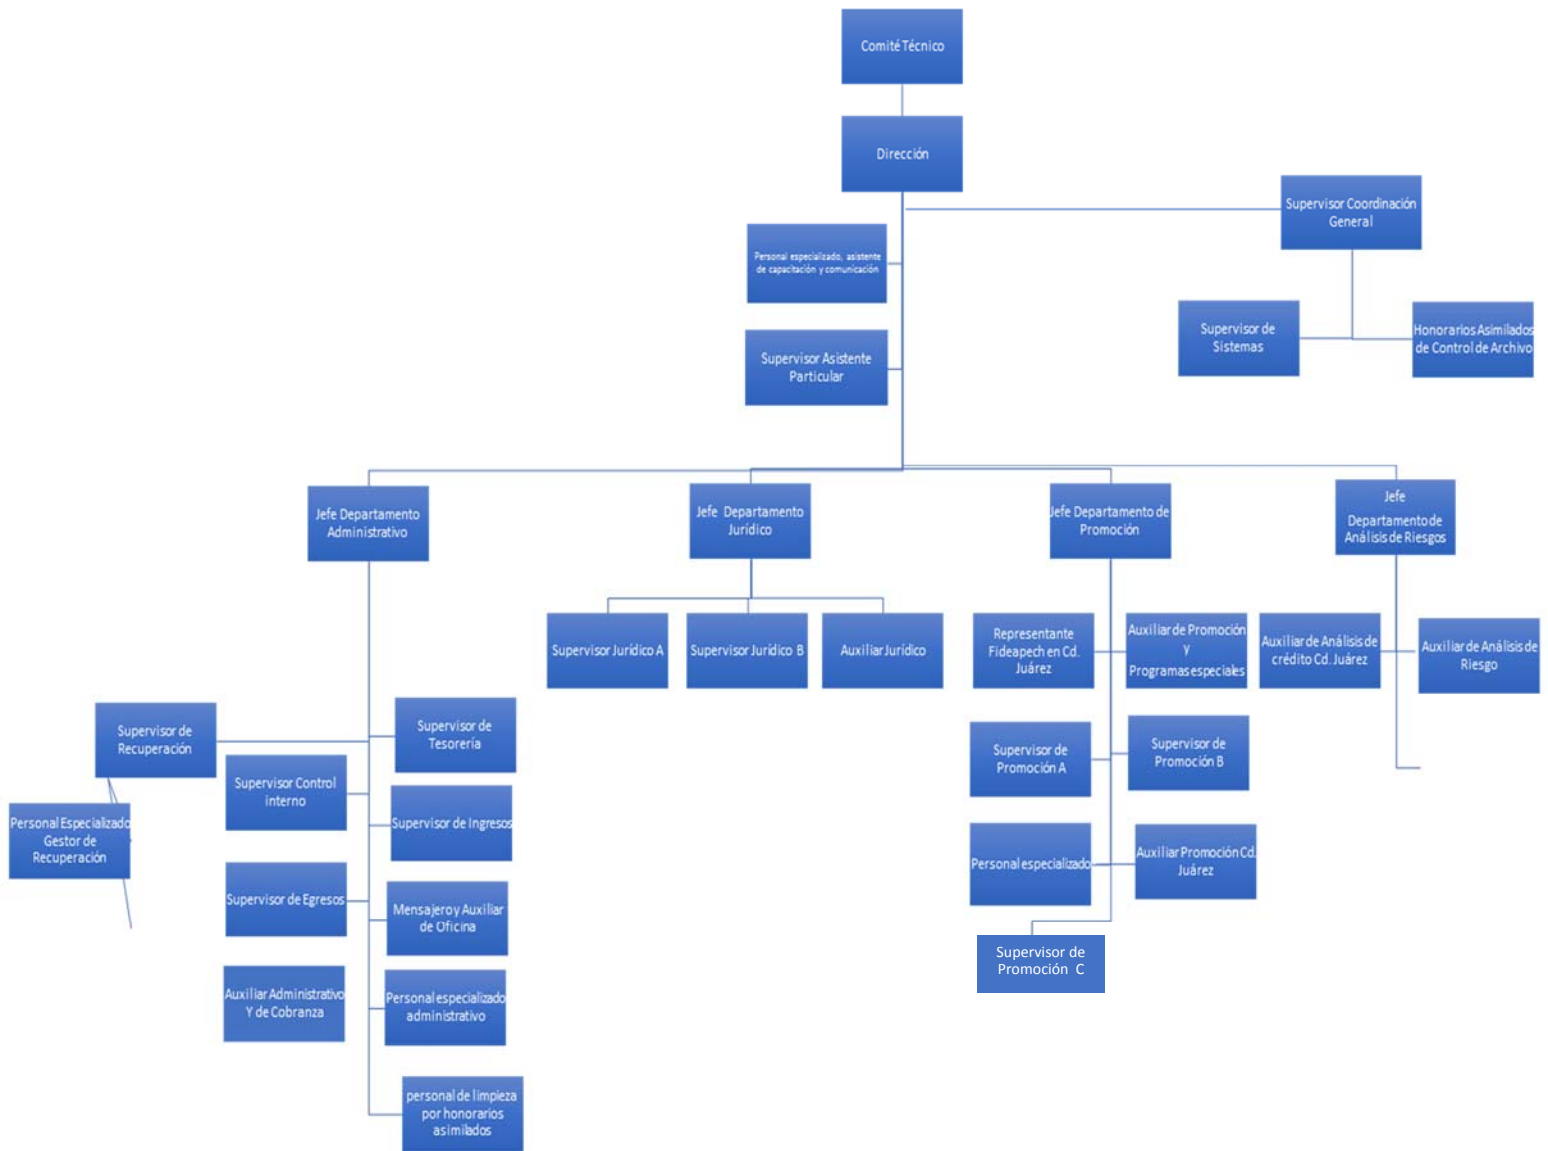 Comité Técnico
Dirección
Supervisor Coordinación
General
Personal especializado, asistente
de capacitación y comunicación
Supervisor de
Sistemas
Honorarios Asimilados
de Control de Archivo
Supervisor Asistente
Particular
Jefe Departamento
Administrativo
Jefe Departamento
Jurídico
Jefe Departamento de
Promoción
Jefe
Departamento de
Análisis de Riesgos
Supervisor Jurídico A
Supervisor Jurídico B
Auxiliar Jurídico
Representante
Fideapech en Cd.
Juárez
Auxiliar de Promoción
y
Programas especiales
Auxiliar de Análisis de
crédito Cd. Juárez
Auxiliar de Análisis de
Riesgo
Supervisor de
Recuperación
Supervisor de
Tesorería
Supervisor de
Promoción A
Supervisor de
Promoción B
Supervisor Control
interno
Personal Especializado
Gestor de
Recuperación
Supervisor de Ingresos
Personal especializado
Auxiliar Promoción Cd.
Juárez
Supervisor de Egresos
Mensajero y Auxiliar
de Oficina
Supervisor de
Promoción C
Auxiliar Administrativo
Y de Cobranza
Personal especializado
administrativo
personal de limpieza
por honorarios
asimilados